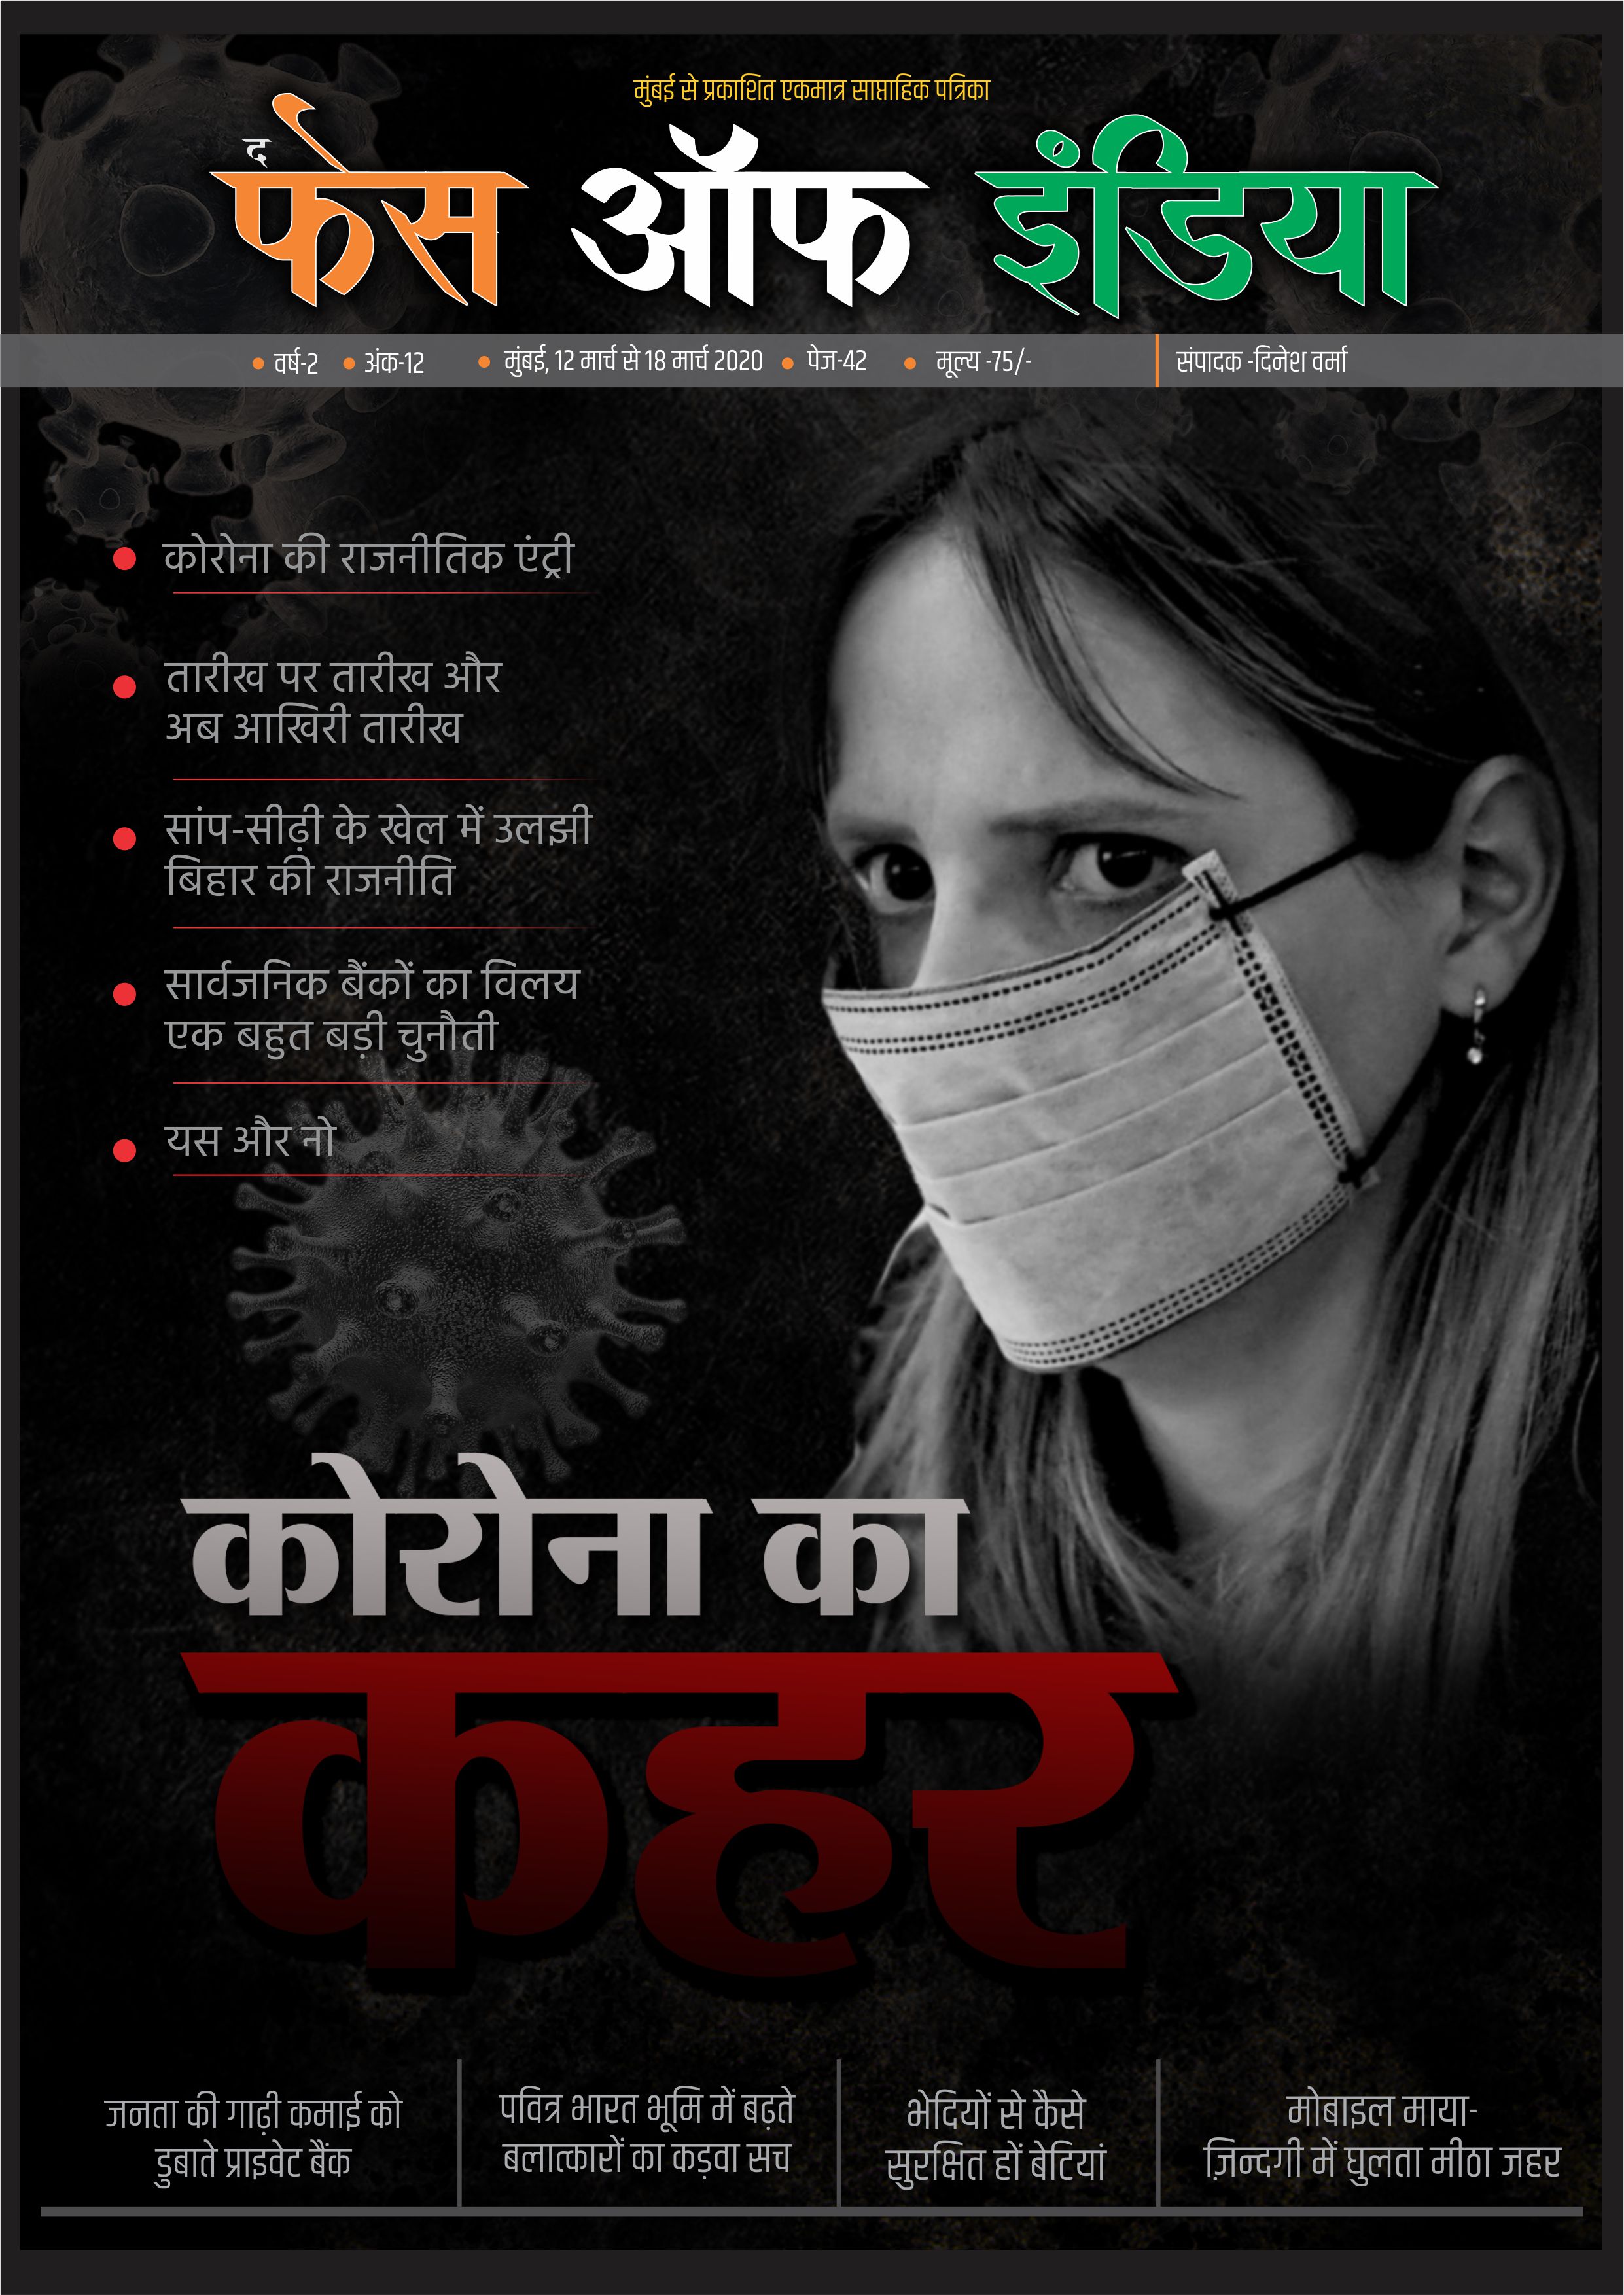 मुंबई से प्रकाशित एकमात्र साप्ताहिक पत्रिका
द
फेस ऑफ इंडिया
वर्ष-2 अंक-12 मुंबई, 12 मार्च से 18 मार्च 2020 पेज-42 मूल्य -75/- संपादक -दिनेश वर्मा
कोरोना की राजनीतिक एंट्री
तारीख पर तारीख और
अब आखिरी तारीख
सांप-सीढ़ी के खेल में उलझी
बिहार की राजनीति
सार्वजनिक बैंकों का विलय
एक बहुत बड़ी चुनौती
यस और नो
कोरोना का
कहर
जनता की गाढ़ी कमाई को
डुबाते प्राइवेट बैंक
पवित्र भारत भूमि में बढ़ते
बलात्कारों का कड़वा सच
भेदियों से कैसे
सुरक्षित हों बेटियां
मोबाइल माया-
ज़िन्दगी में घुलता मीठा जहर